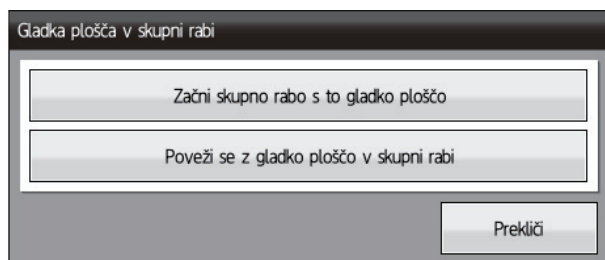 Gladka plošča v skupni rabi
Začni skupno rabo s to gladko ploščo
Poveži se z gladko ploščo v skupni rabi
Prekliči